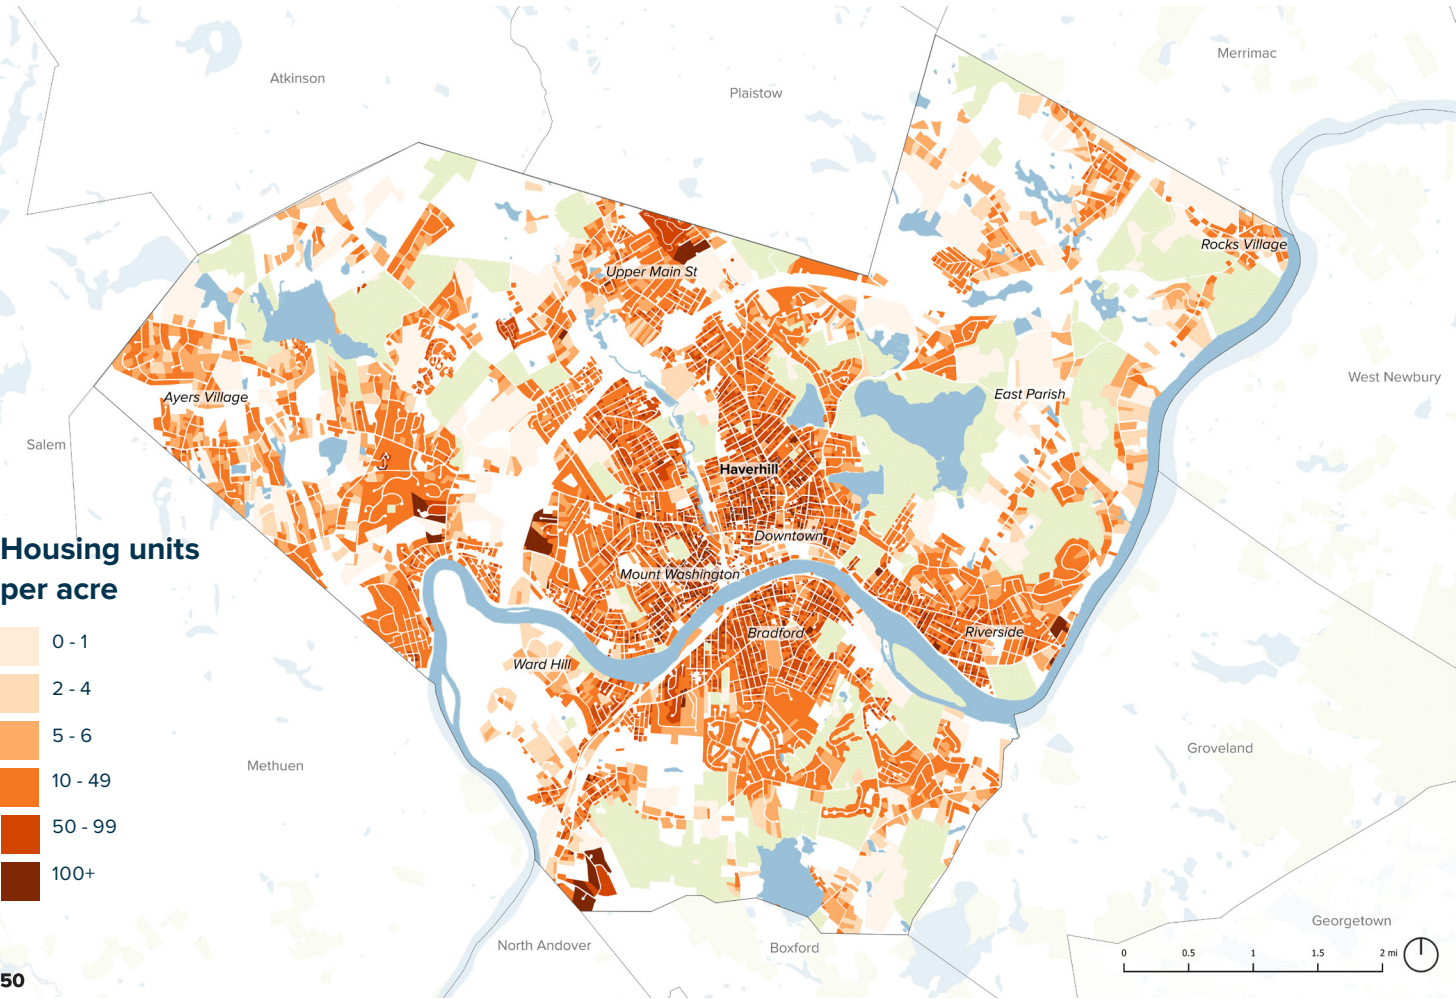 Merrimac
Atkinson
Plaistow
Rocks Village
Upper Main St
West Newbury
East Parish
Ayers Village
Salem
Haverhill
Downtown
Mount Washington
Riverside
Bradford
Ward Hill
Housing units
per acre
0 - 1
2 - 4
5 - 6
10 - 49
50 - 99
100+
Methuen
Groveland
Georgetown
North Andover
Boxford
0 0.5 1 1.5 2 mi
50